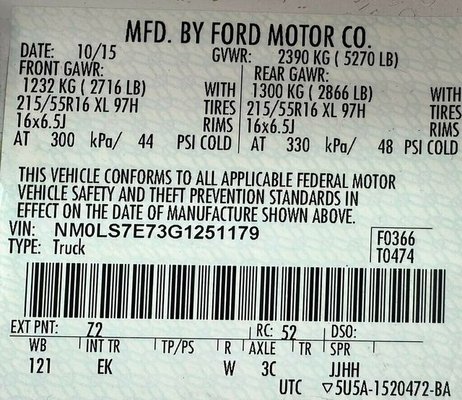 MFD. BY FORD MOTOR CO.
DATE: 10/15 GVWR: 2390 KG ( 5270 LB)
FRONT GAWR: REAR GAWR:
1232 KG ( 2716 LB) WITH 1300 KG ( 2866 LB) WITH
215/55R16 XL 97H TIRES 215/55R16 XL 97H TIRES
16x6.5J RIMS 16x6.5J RIMS
AT 300 kPa/ 44 PSI COLD AT 330 kPa/ 48 PSI COLD
THIS VEHICLE CONFORMS TO ALL APPLICABLE FEDERAL MOTOR
VEHICLE SAFETY AND THEFT PREVENTION STANDARDS IN
EFFECT ON THE DATE OF MANUFACTURE SHOWN ABOVE.
VIN: NM0LS7E73G1251179 F0366
TYPE: Truck T0474
EXT PNT: Z2 RC: 52 DSO:
WB INT TR TP/PS R AXLE TR SPR
121 EK W 3C JJHH
UTC ▽5U5A-1520472-BA